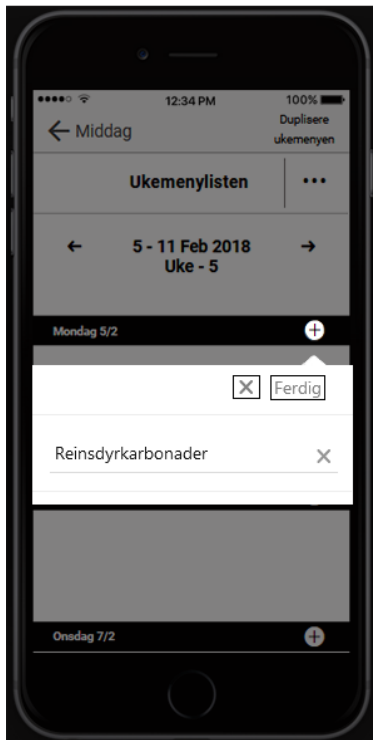 12:34 PM
100%
Middag
Duplisere
ukemenyen
Ukemenylisten
5 - 11 Feb 2018
Uke - 5
Mondag 5/2
Ferdig
Reinsdyrkarbonader
Onsdag 7/2